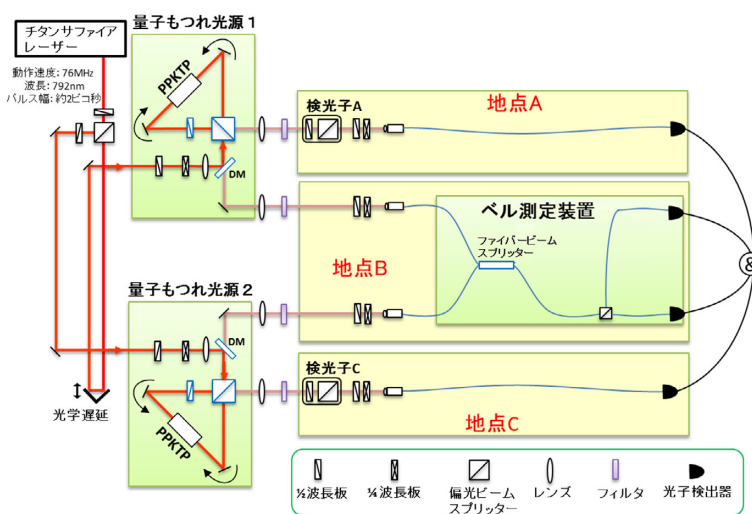 チタンサファイア
レーザー
動作速度: 76MHz
波長: 792nm
パルス幅: 約2ピコ秒
量子もつれ光源1
PPKTP
DM
検光子A
地点A
地点B
ベル測定装置
ファイバービーム
スプリッター
&
量子もつれ光源2
DM
PPKTP
検光子C
地点C
光学遅延
½波長板
¼波長板
偏光ビーム
スプリッター
レンズ
フィルタ
光子検出器